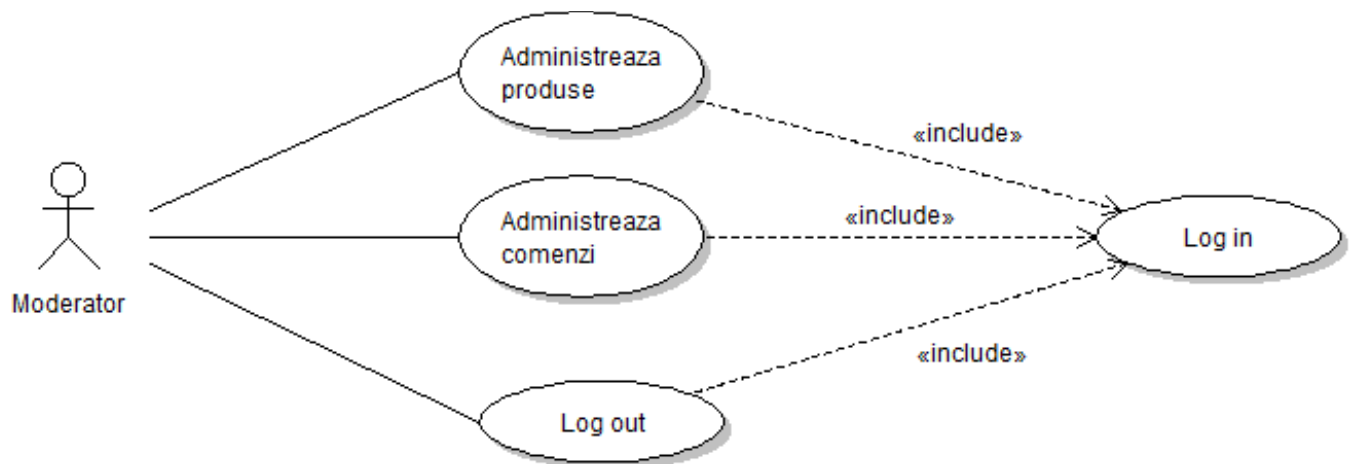 Administreaza
produse
«include»
Administreaza
comenzi
«include»
Log in
Moderator
«include»
Log out